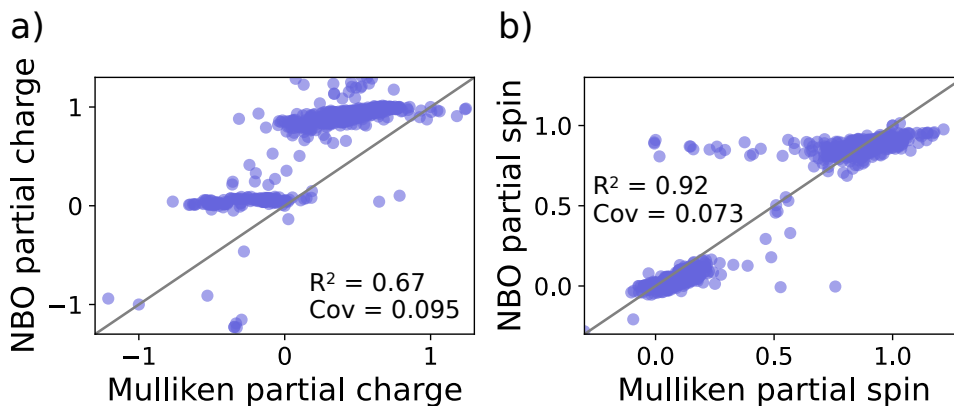 a)
NBO partial charge
1
0
−1
R² = 0.67
Cov = 0.095
−1 0 1
Mulliken partial charge
b)
NBO partial spin
1.0
0.5
0.0
R² = 0.92
Cov = 0.073
0.0 0.5 1.0
Mulliken partial spin